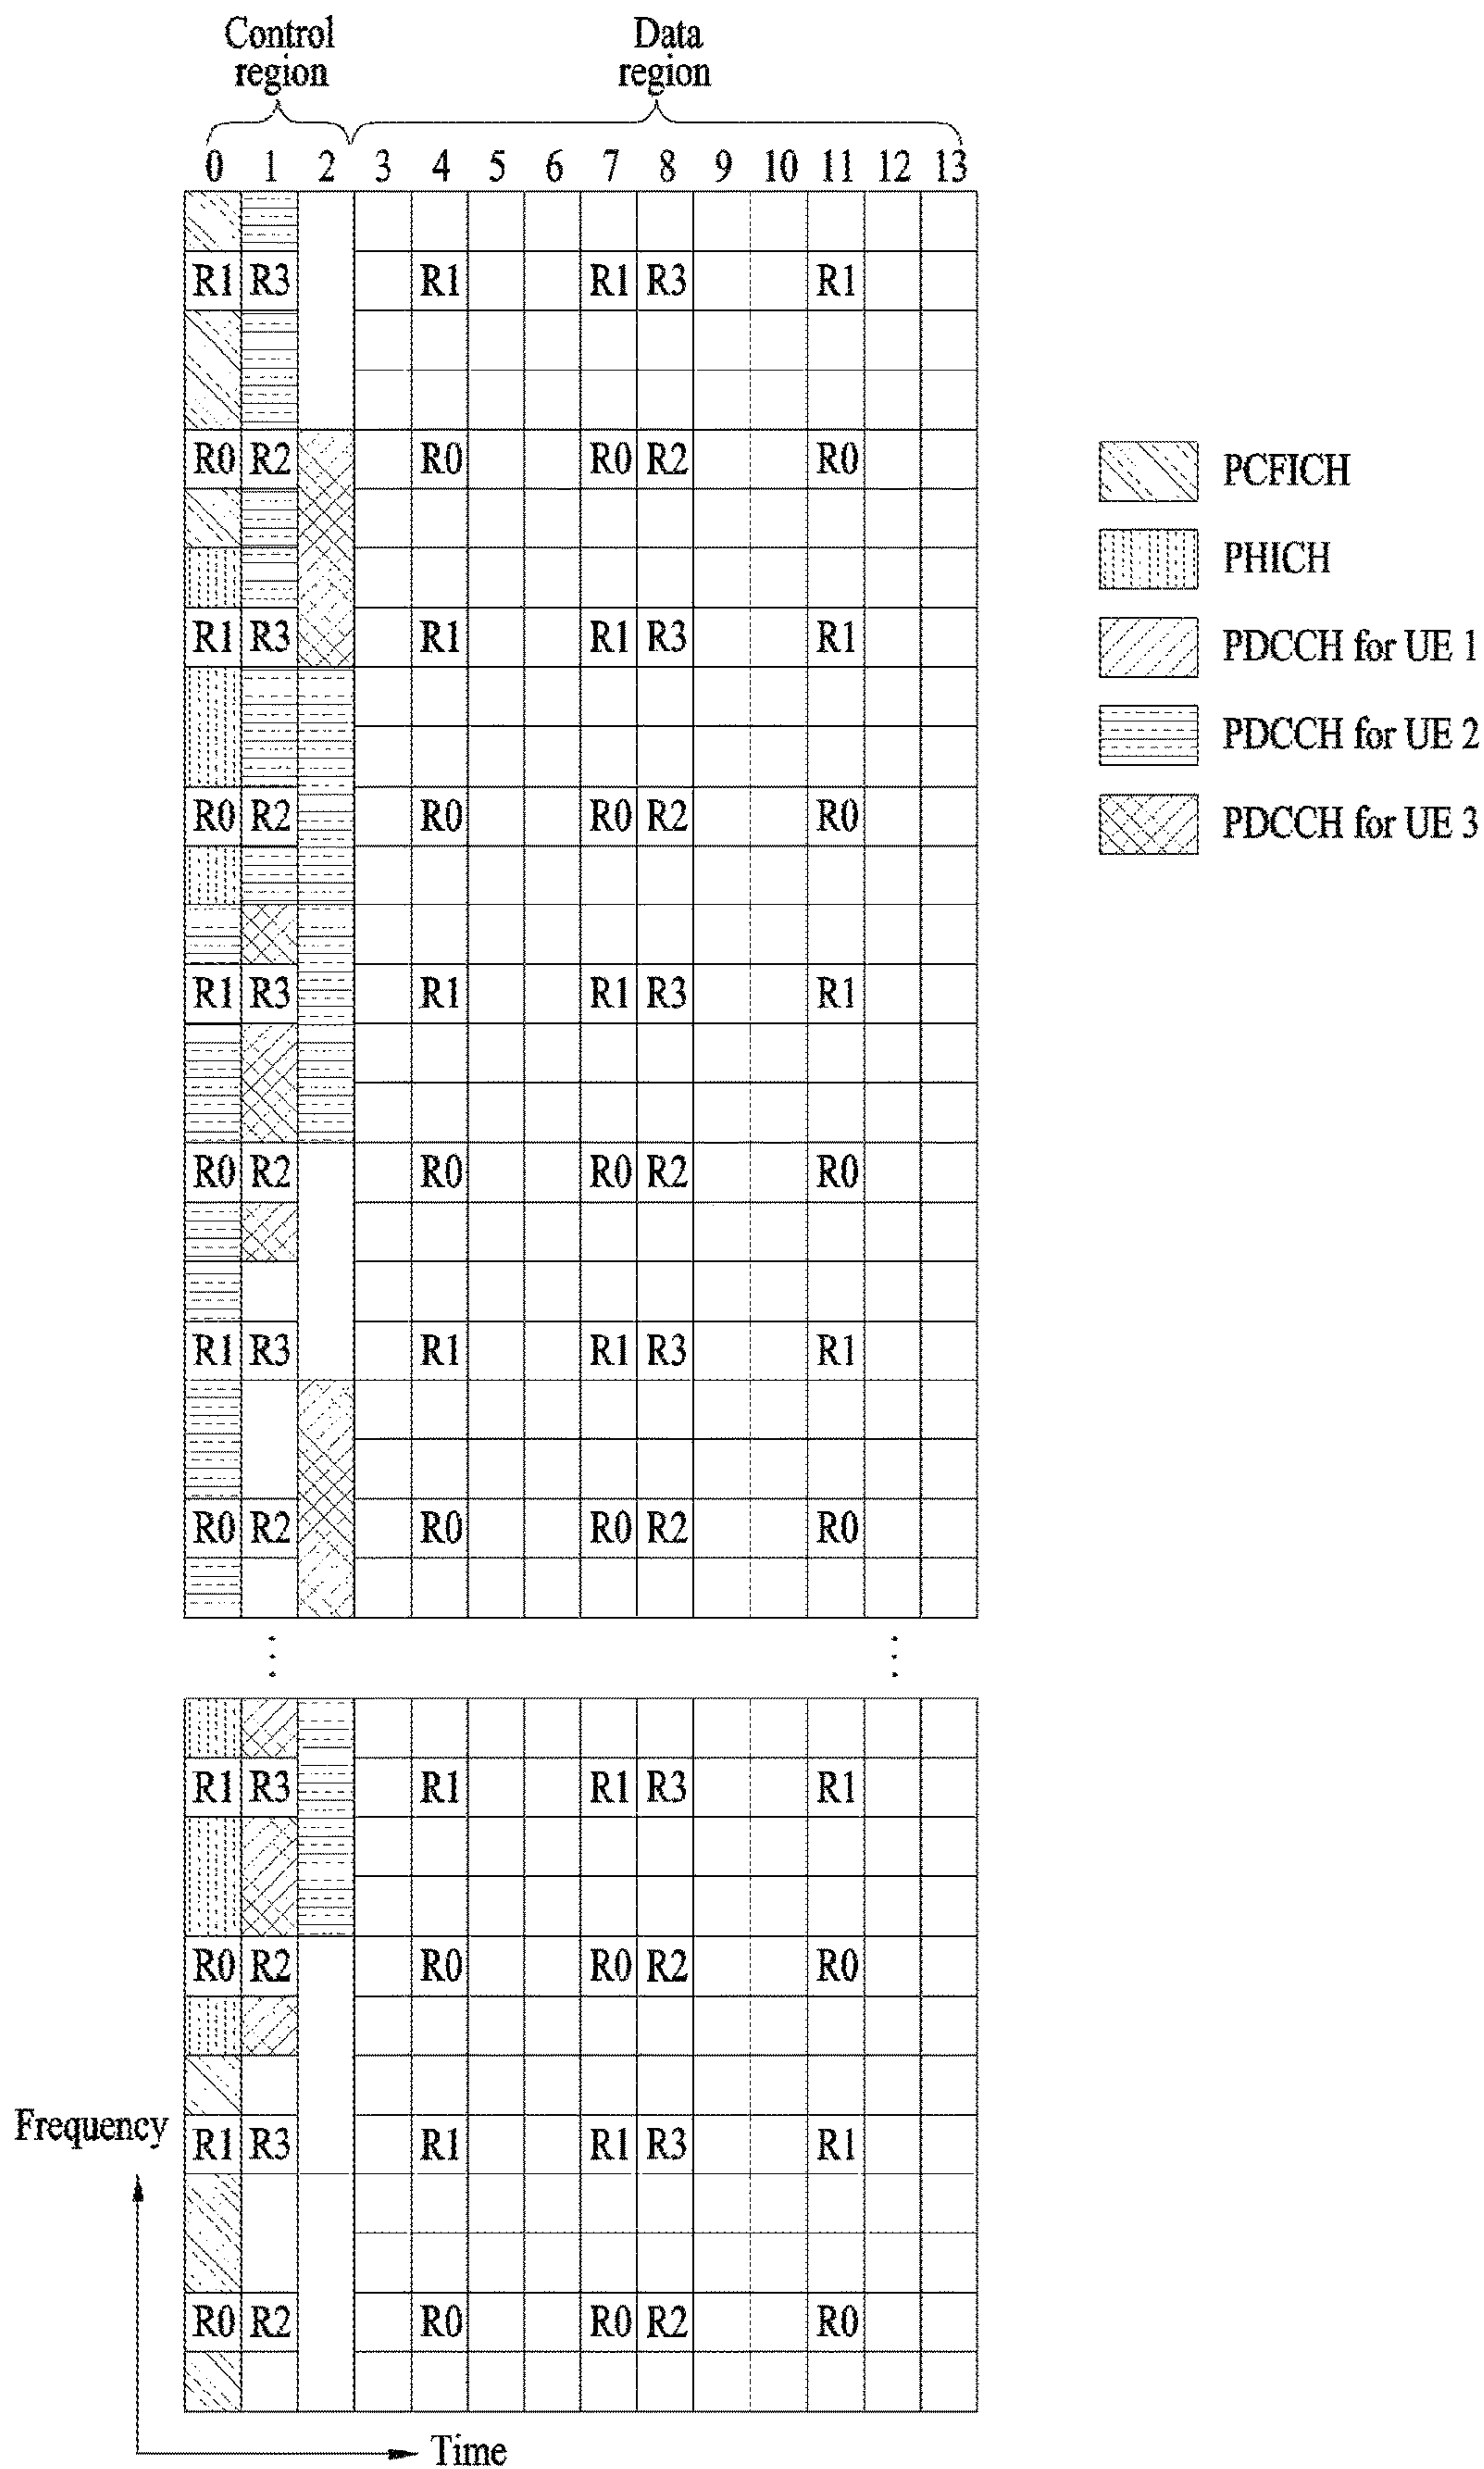 Control
region
Data
region
0 1 2 3 4 5 6 7 8 9 10 11 12 13
R1 R3 R1 R1 R3 R1
R0 R2 R0 R0 R2 R0
PCFICH
PHICH
R1 R3 R1 R1 R3 R1
PDCCH for UE 1
PDCCH for UE 2
R0 R2 R0 R0 R2 R0
PDCCH for UE 3
R1 R3 R1 R1 R3 R1
R0 R2 R0 R0 R2 R0
R1 R3 R1 R1 R3 R1
R0 R2 R0 R0 R2 R0
R1 R3 R1 R1 R3 R1
R0 R2 R0 R0 R2 R0
Frequency
R1 R3 R1 R1 R3 R1
R0 R2 R0 R0 R2 R0
Time